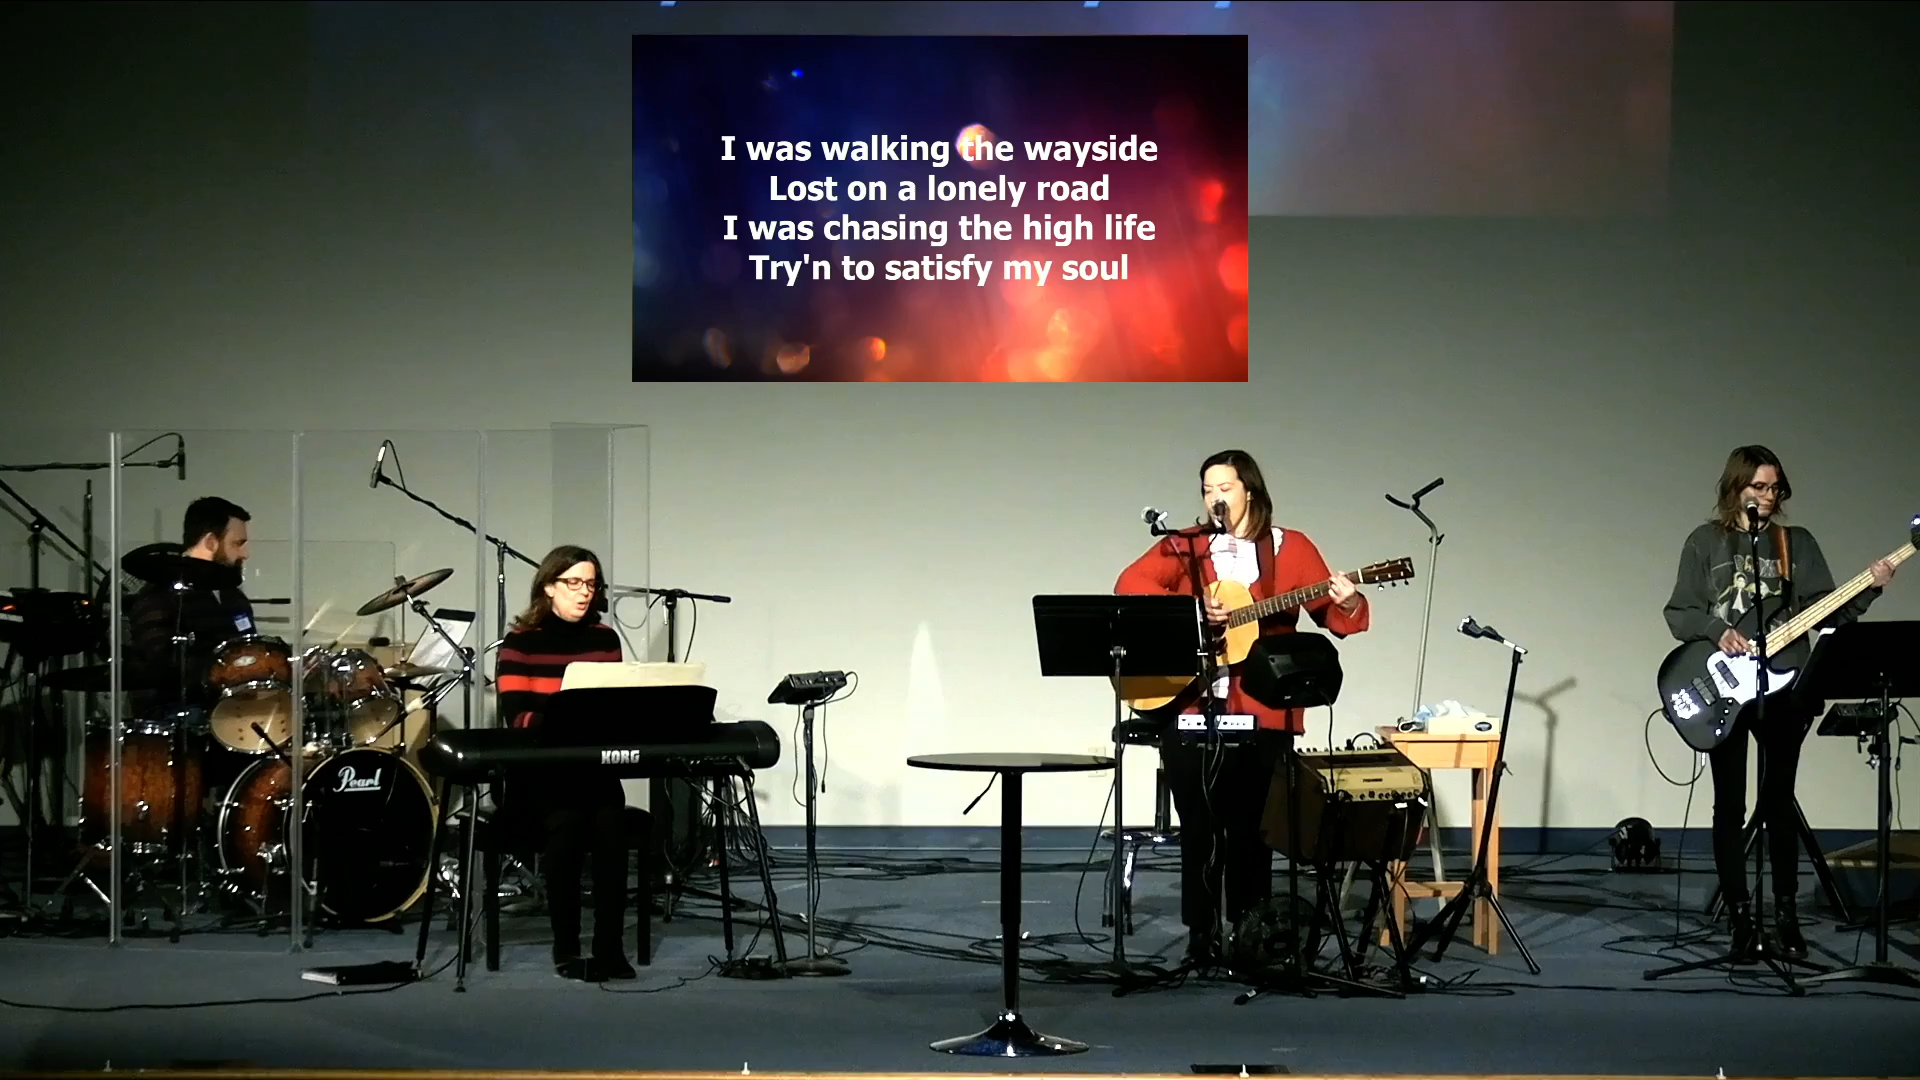 I was walking the wayside
Lost on a lonely road
I was chasing the high life
Try'n to satisfy my soul
KORG
Pearl